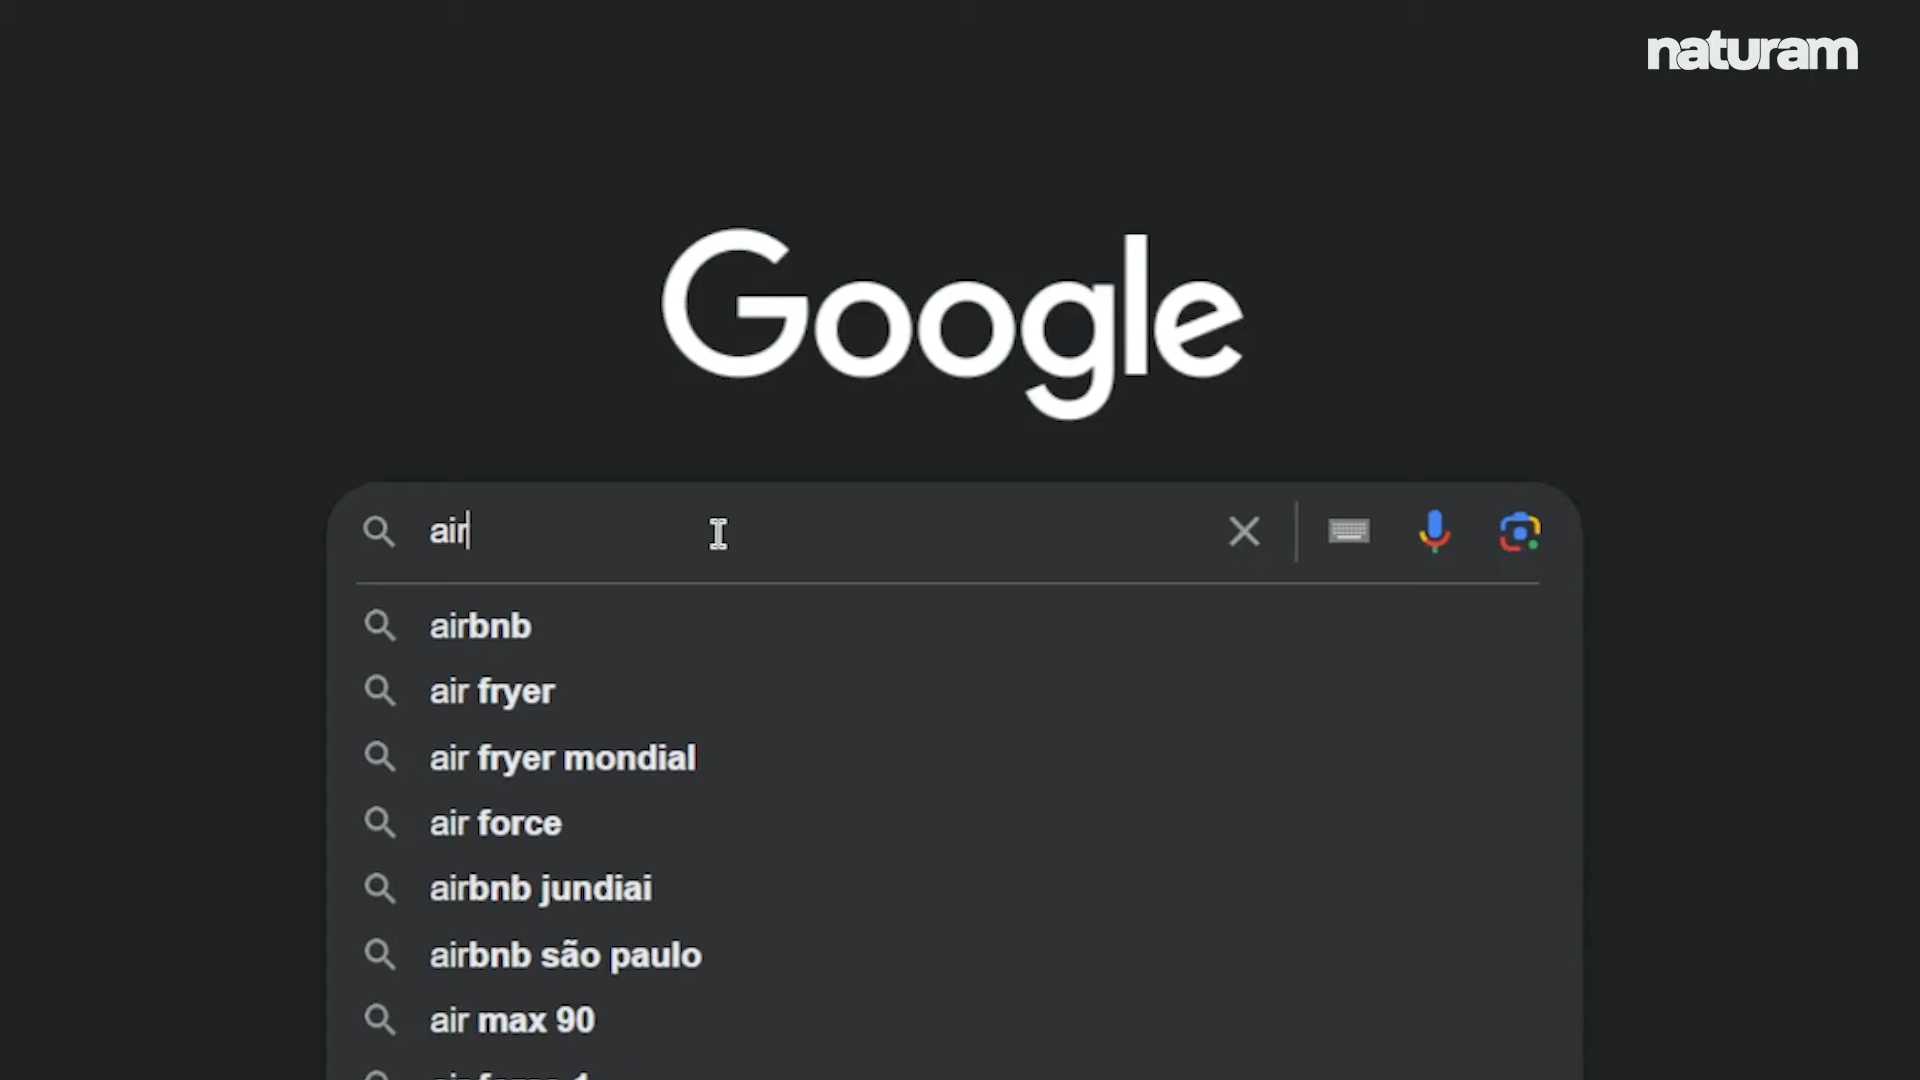 naturam
Google
air
airbnb
air fryer
air fryer mondial
air force
airbnb jundiai
airbnb são paulo
air max 90